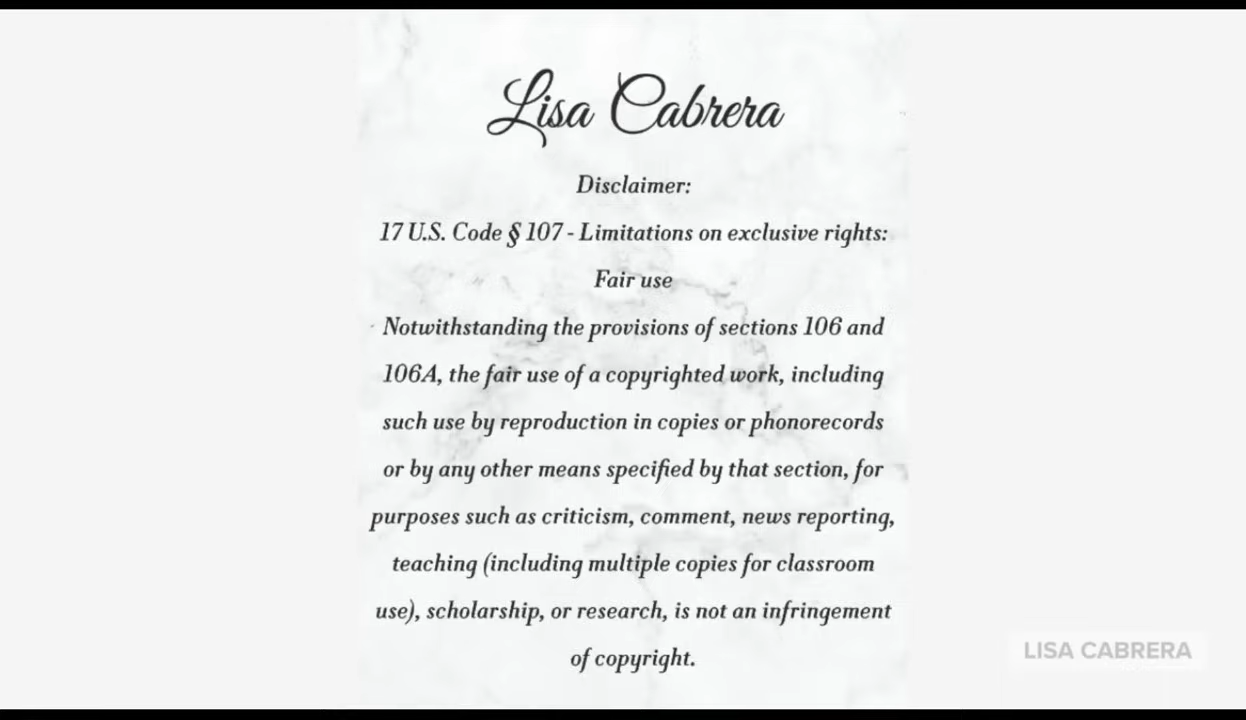 Lisa Cabrera
Disclaimer:
17 U.S. Code § 107 - Limitations on exclusive rights:
Fair use
Notwithstanding the provisions of sections 106 and
106A, the fair use of a copyrighted work, including
such use by reproduction in copies or phonorecords
or by any other means specified by that section, for
purposes such as criticism, comment, news reporting,
teaching (including multiple copies for classroom
use), scholarship, or research, is not an infringement
of copyright.
LISA CABRERA